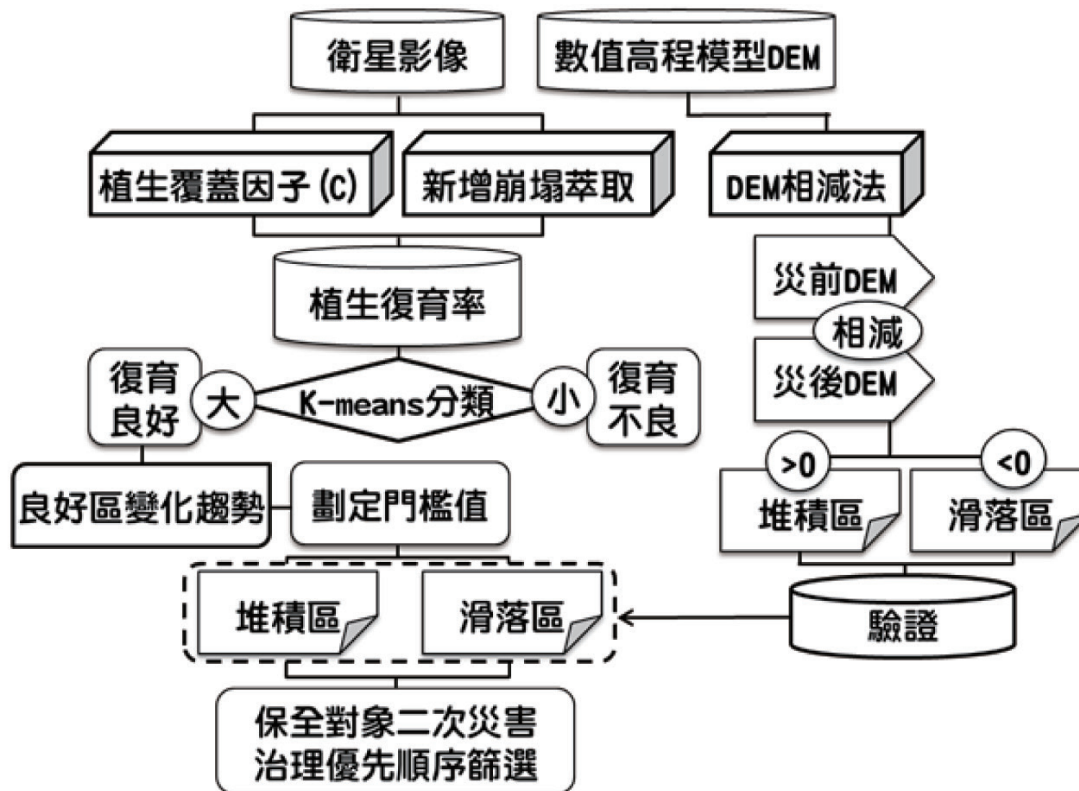 衛星影像
數值高程模型DEM
植生覆蓋因子(C)
新增崩塌萃取
DEM相減法
植生復育率
災前DEM
相減
災後DEM
復育
良好
大
K-means分類
小
復育
不良
>0
<0
良好區變化趨勢
劃定門檻值
堆積區
滑落區
堆積區
滑落區
驗證
保全對象二次災害
治理優先順序篩選